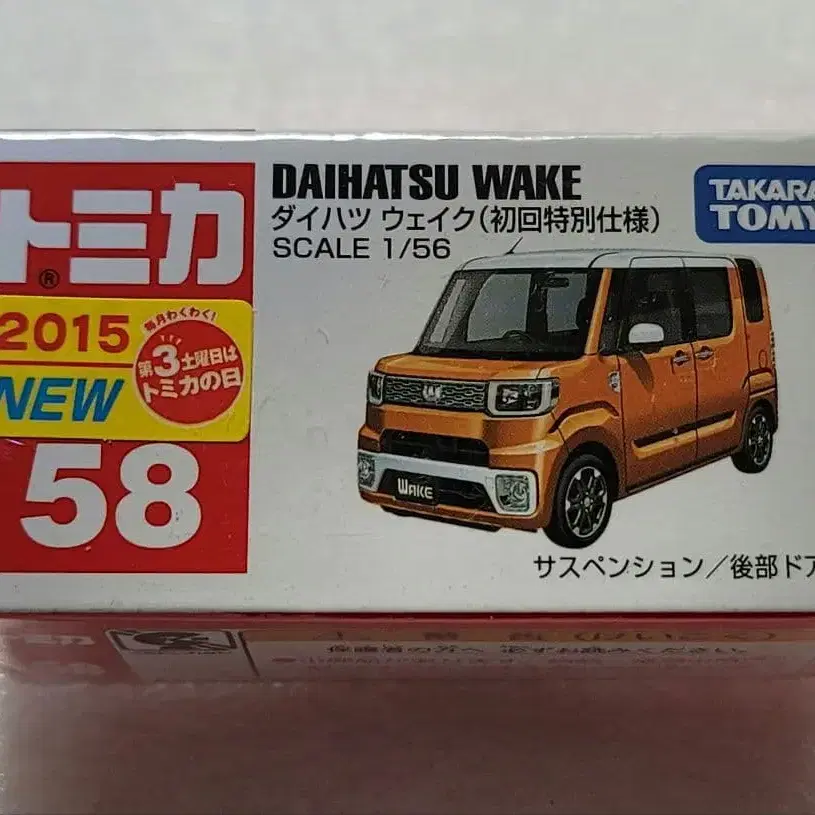 トミカ
®
2015
NEW
毎月わくわく!
第3土曜日は
トミカの日
58
DAIHATSU WAKE
ダイハツ ウェイク(初回特別仕様)
SCALE 1/56
TAKARA
TOMY
WAKE
サスペンション/後部ドア